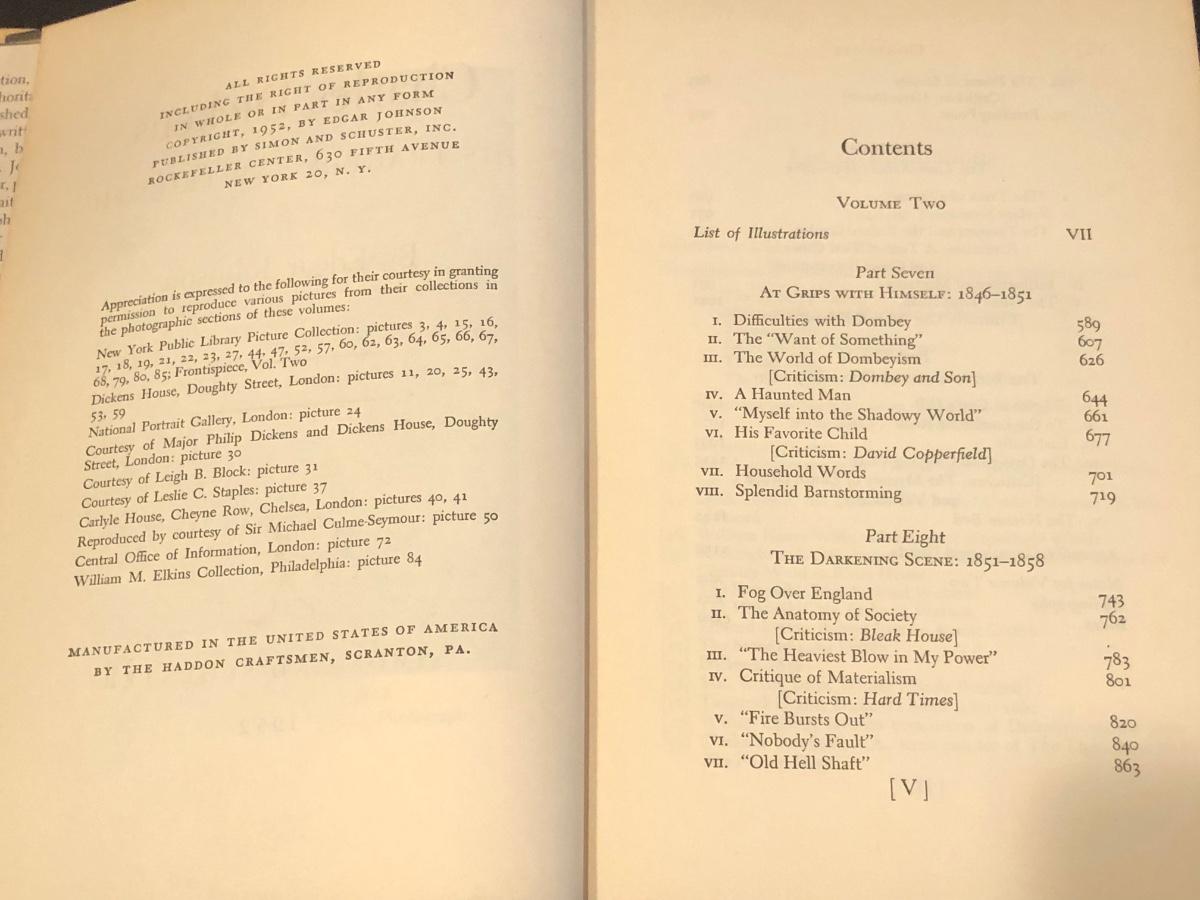 tion,
horit
shed
writ
n, b
. J
r, p
ait
ph
d
ALL RIGHTS RESERVED
INCLUDING THE RIGHT OF REPRODUCTION
IN WHOLE OR IN PART IN ANY FORM
COPYRIGHT, 1952, BY EDGAR JOHNSON
PUBLISHED BY SIMON AND SCHUSTER, INC.
ROCKEFELLER CENTER, 630 FIFTH AVENUE
NEW YORK 20, N. Y.
Appreciation is expressed to the following for their courtesy in granting
permission to reproduce various pictures from their collections in
the photographic sections of these volumes:
New York Public Library Picture Collection: pictures 3, 4, 15, 16,
17, 18, 19, 21, 22, 23, 27, 44, 47, 52, 57, 60, 62, 63, 64, 65, 66, 67,
68, 79, 80, 85; Frontispiece, Vol. Two
Dickens House, Doughty Street, London: pictures 11, 20, 25, 43,
53, 59
National Portrait Gallery, London: picture 24
Courtesy of Major Philip Dickens and Dickens House, Doughty
Street, London: picture 30
Courtesy of Leigh B. Block: picture 31
Courtesy of Leslie C. Staples: picture 37
Carlyle House, Cheyne Row, Chelsea, London: pictures 40, 41
Reproduced by courtesy of Sir Michael Culme-Seymour: picture 50
Central Office of Information, London: picture 72
William M. Elkins Collection, Philadelphia: picture 84
MANUFACTURED IN THE UNITED STATES OF AMERICA
BY THE HADDON CRAFTSMEN, SCRANTON, PA.
Contents
VOLUME TWO
List of Illustrations VII
Part Seven
AT GRIPS WITH HIMSELF: 1846–1851
I. Difficulties with Dombey 589
II. The “Want of Something” 607
III. The World of Dombeyism 626
[Criticism: Dombey and Son]
IV. A Haunted Man 644
V. “Myself into the Shadowy World” 661
VI. His Favorite Child 677
[Criticism: David Copperfield]
VII. Household Words 701
VIII. Splendid Barnstorming 719
Part Eight
THE DARKENING SCENE: 1851–1858
I. Fog Over England 743
II. The Anatomy of Society 762
[Criticism: Bleak House]
III. “The Heaviest Blow in My Power” 783
IV. Critique of Materialism 801
[Criticism: Hard Times]
V. “Fire Bursts Out” 820
VI. “Nobody’s Fault” 840
VII. “Old Hell Shaft” 863
[V]